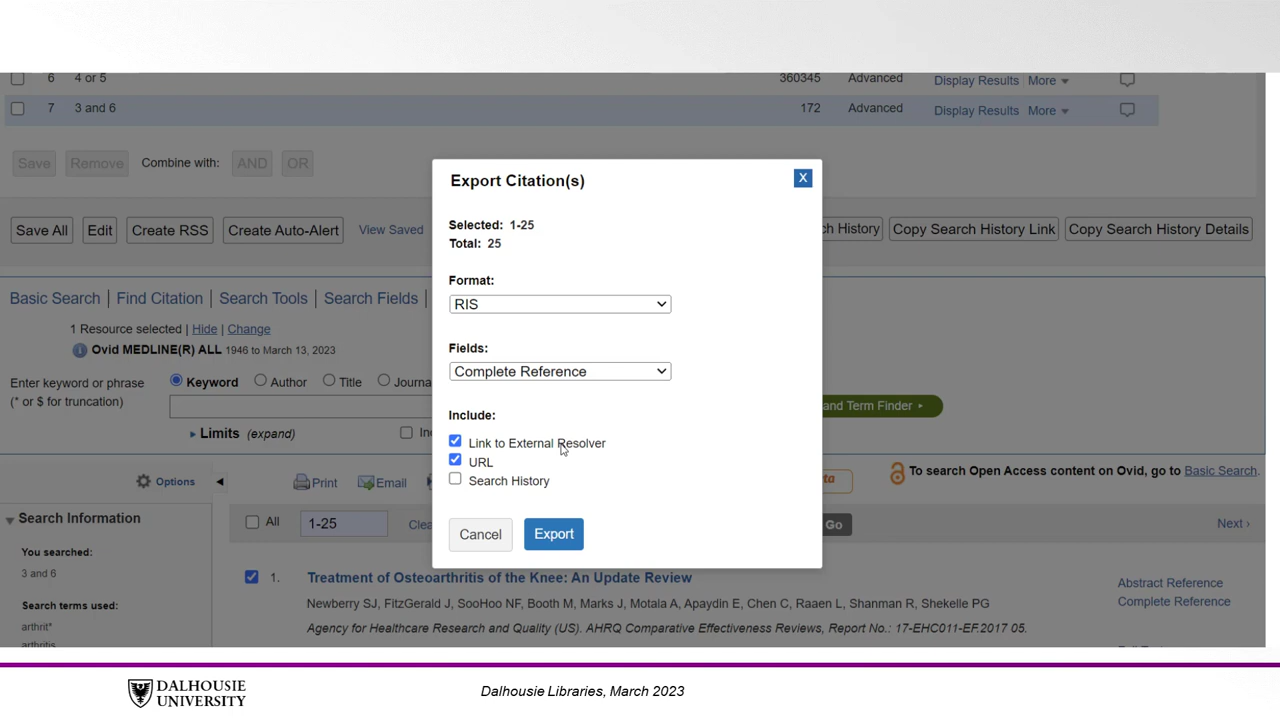 6 4 or 5 360345 Advanced Display Results More
7 3 and 6 172 Advanced Display Results More
Save Remove Combine with: AND OR
Save All Edit Create RSS Create Auto-Alert View Saved ch History Copy Search History Link Copy Search History Details
Export Citation(s) X
Selected: 1-25
Total: 25
Format:
RIS
Fields:
Complete Reference
Include:
Link to External Resolver
URL
Search History
Cancel Export
Basic Search | Find Citation | Search Tools | Search Fields |
1 Resource selected | Hide | Change
Ovid MEDLINE(R) ALL 1946 to March 13, 2023
Enter keyword or phrase
(* or $ for truncation)
Keyword Author Title Journa
and Term Finder
Limits (expand) Inc
To search Open Access content on Ovid, go to Basic Search.
Options Print Email
Search Information
All 1-25 Clea Go Next ›
You searched:
3 and 6
Search terms used:
arthrit*
arthritis
1. Treatment of Osteoarthritis of the Knee: An Update Review
Newberry SJ, FitzGerald J, SooHoo NF, Booth M, Marks J, Motala A, Apaydin E, Chen C, Raaen L, Shanman R, Shekelle PG
Agency for Healthcare Research and Quality (US). AHRQ Comparative Effectiveness Reviews, Report No.: 17-EHC011-EF.2017 05.
Abstract Reference
Complete Reference
DALHOUSIE
UNIVERSITY
Dalhousie Libraries, March 2023